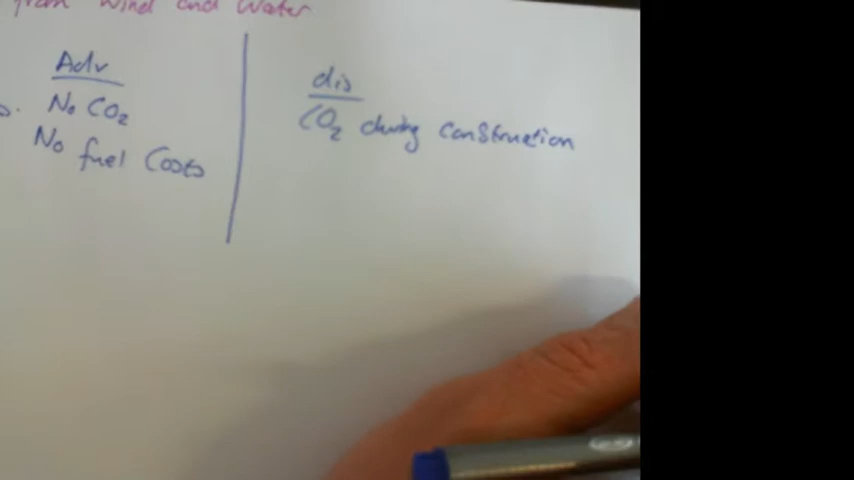 from Wind and Water
Adv
No CO₂
No fuel Costs
dis
CO₂ during Construction